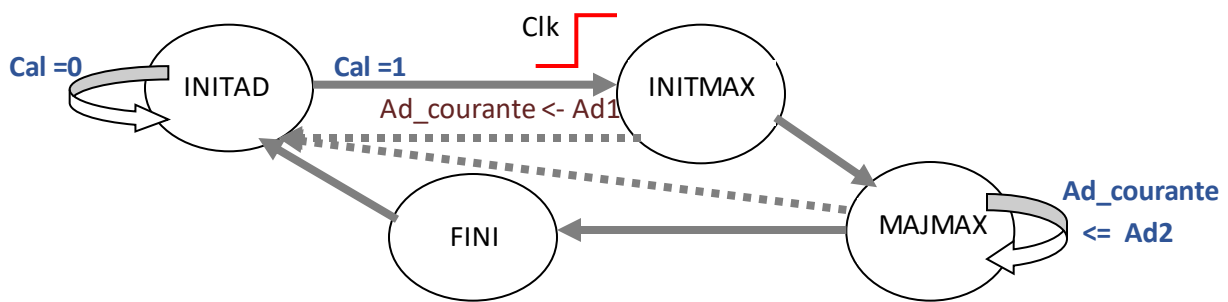 Clk
Cal =0
Cal =1
INITAD
INITMAX
Ad_courante <- Ad1
Ad_courante
<= Ad2
MAJMAX
FINI